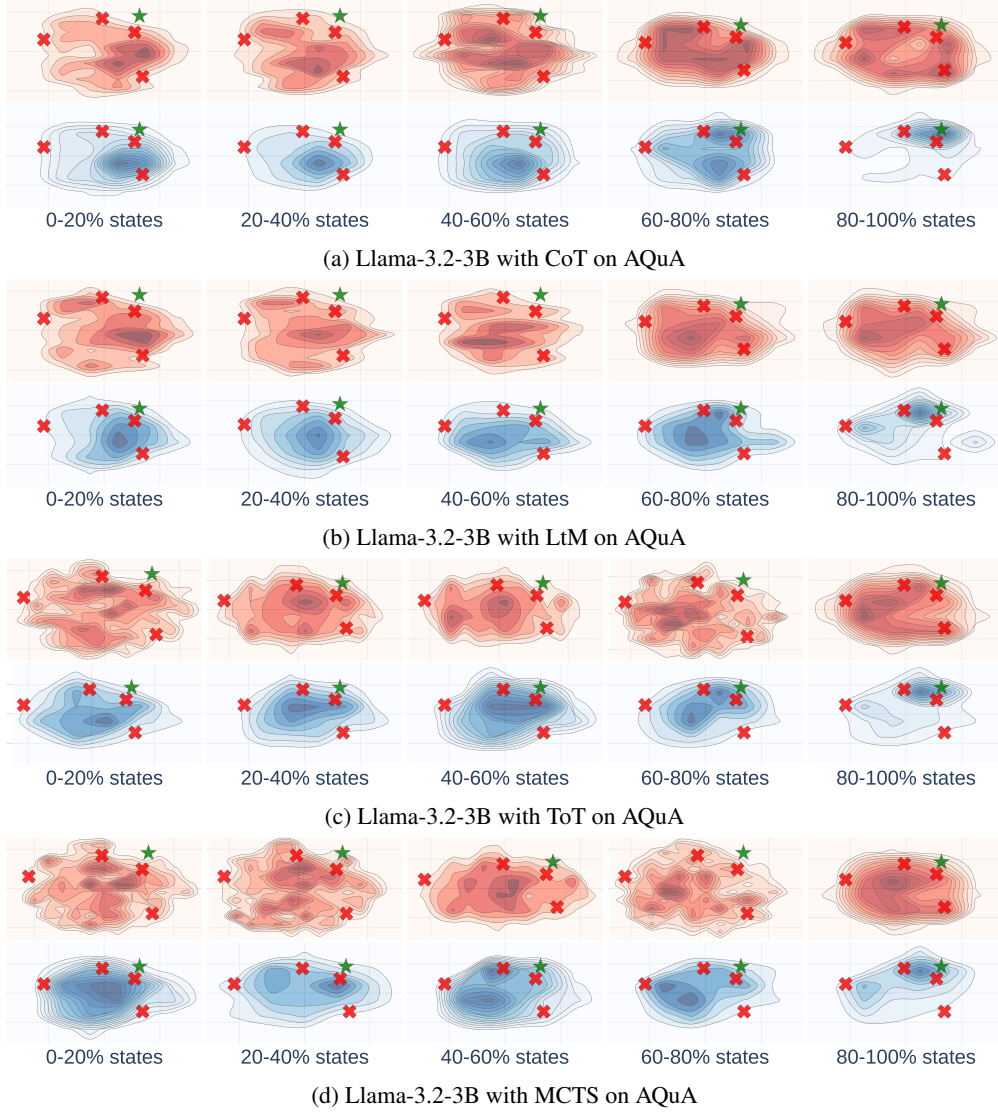 0-20% states 20-40% states 40-60% states 60-80% states 80-100% states
(a) Llama-3.2-3B with CoT on AQuA
0-20% states 20-40% states 40-60% states 60-80% states 80-100% states
(b) Llama-3.2-3B with LtM on AQuA
0-20% states 20-40% states 40-60% states 60-80% states 80-100% states
(c) Llama-3.2-3B with ToT on AQuA
0-20% states 20-40% states 40-60% states 60-80% states 80-100% states
(d) Llama-3.2-3B with MCTS on AQuA